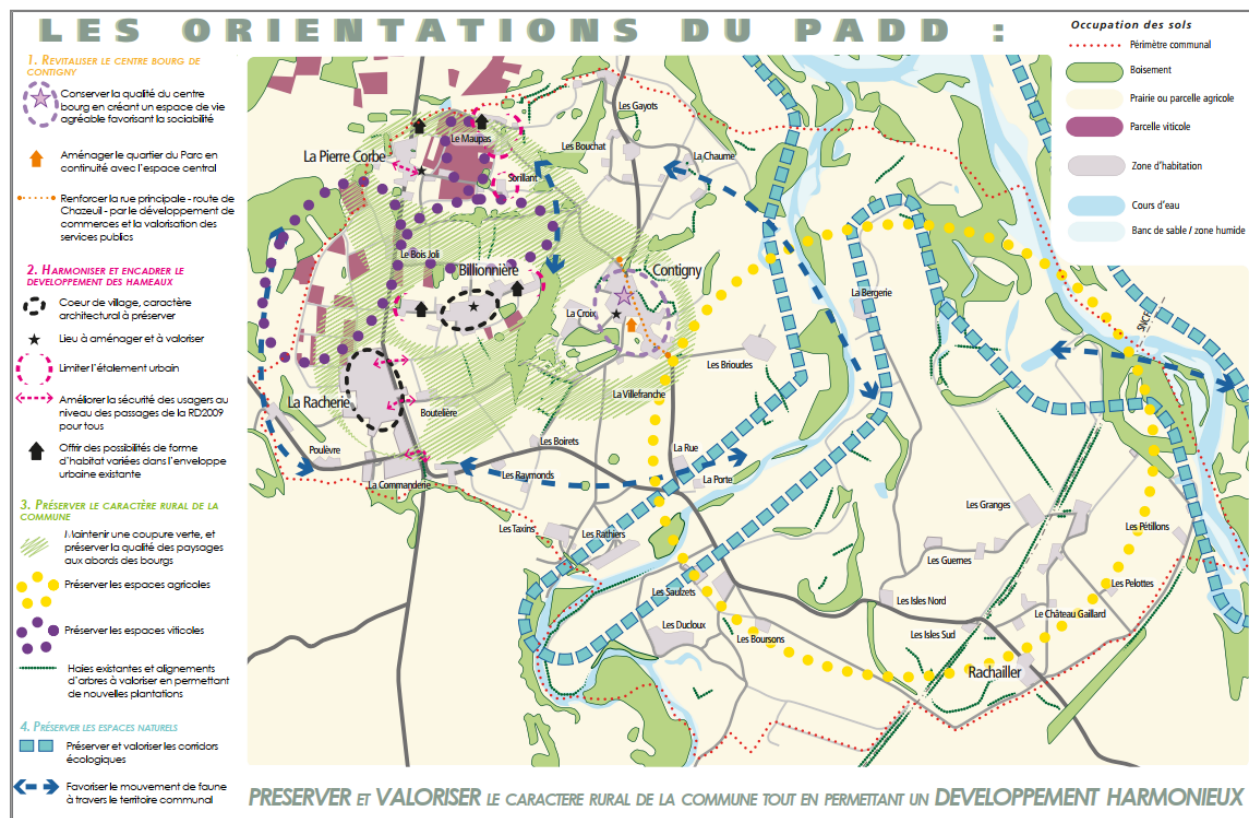 LES ORIENTATIONS DU PADD :
1. REVITALISER LE CENTRE BOURG DE
CONTIGNY
Conserver la qualité du centre
bourg en créant un espace de vie
agréable favorisant la sociabilité
Aménager le quartier du Parc en
continuité avec l'espace central
Renforcer la rue principale - route de
Chazeuil - par le développement de
commerces et la valorisation des
services publics
2. HARMONISER ET ENCADRER LE
DEVELOPPEMENT DES HAMEAUX
Coeur de village, caractère
architectural à préserver
Lieu à aménager et à valoriser
Limiter l'étalement urbain
Améliorer la sécurité des usagers au
niveau des passages de la RD2009
pour tous
Offrir des possibilités de forme
d'habitat variées dans l'enveloppe
urbaine existante
3. PRÉSERVER LE CARACTÈRE RURAL DE LA
COMMUNE
Maintenir une coupure verte, et
préserver la qualité des paysages
aux abords des bourgs
Préserver les espaces agricoles
Préserver les espaces viticoles
Haies existantes et alignements
d'arbres à valoriser en permettant
de nouvelles plantations
4. PRÉSERVER LES ESPACES NATURELS
Préserver et valoriser les corridors
écologiques
Favoriser le mouvement de faune
à travers le territoire communal
Occupation des sols
Périmètre communal
Boisement
Prairie ou parcelle agricole
Parcelle viticole
Zone d'habitation
Cours d'eau
Banc de sable / zone humide
Les Gayots
Le Maupas
Les Bouchat
La Pierre Corbe
La Chaume
Sorillant
Le Bois Joli
Billionnière
Contigny
La Bergerie
La Croix
SNCF
Les Brioudes
La Villefranche
La Racherie
Boutelière
Les Boirets
La Rue
Poulèvre
La Commanderie
Les Raymonds
La Porte
Les Granges
Les Taxins
Les Rathiers
Les Pétillons
Les Guernes
Les Pelottes
Les Saulzets
Les Isles Nord
Le Château Gaillard
Les Ducloux
Les Boursons
Les Isles Sud
Rachailler
PRESERVER ET VALORISER LE CARACTERE RURAL DE LA COMMUNE TOUT EN PERMETTANT UN DEVELOPPEMENT HARMONIEUX